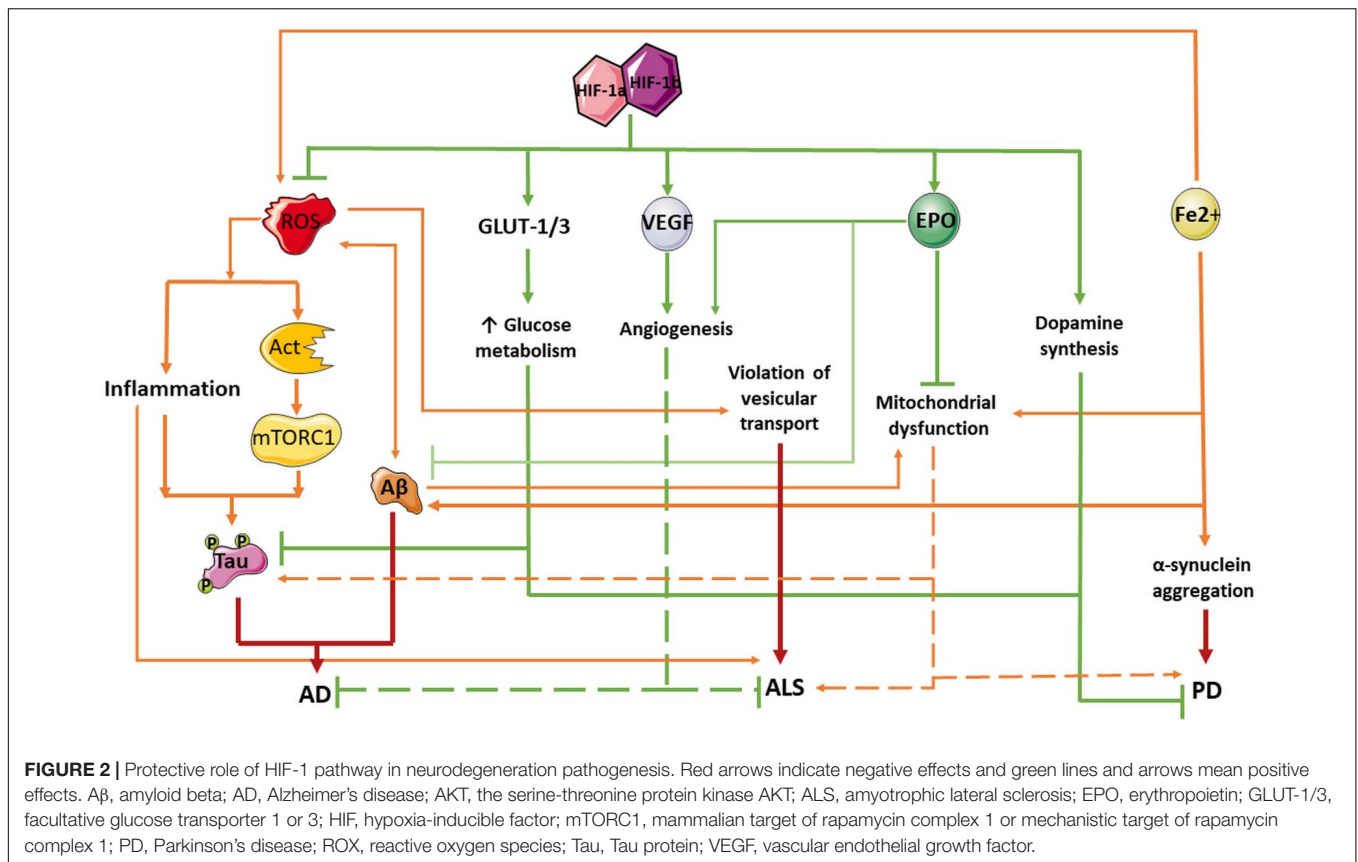 HIF-1a HIF-1b
ROS
GLUT-1/3
VEGF
EPO
Fe2+
↑ Glucose
metabolism
Angiogenesis
Dopamine
synthesis
Act
Inflammation
mTORC1
Violation of
vesicular
transport
Mitochondrial
dysfunction
Aβ
P P
Tau
P
α-synuclein
aggregation
AD
ALS
PD
FIGURE 2 | Protective role of HIF-1 pathway in neurodegeneration pathogenesis. Red arrows indicate negative effects and green lines and arrows mean positive
effects. Aβ, amyloid beta; AD, Alzheimer's disease; AKT, the serine-threonine protein kinase AKT; ALS, amyotrophic lateral sclerosis; EPO, erythropoietin; GLUT-1/3,
facultative glucose transporter 1 or 3; HIF, hypoxia-inducible factor; mTORC1, mammalian target of rapamycin complex 1 or mechanistic target of rapamycin
complex 1; PD, Parkinson's disease; ROX, reactive oxygen species; Tau, Tau protein; VEGF, vascular endothelial growth factor.